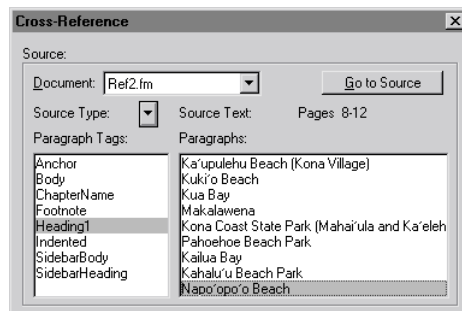 Cross-Reference
Source:
Document: Ref2.fm
Go to Source
Source Type: Source Text: Pages 8-12
Paragraph Tags: Paragraphs:
Anchor
Body
ChapterName
Footnote
Heading1
Indented
SidebarBody
SidebarHeading
Ka‘upulehu Beach (Kona Village)
Kuki‘o Beach
Kua Bay
Makalawena
Kona Coast State Park (Mahai‘ula and Ka‘eleh
Pahoehoe Beach Park
Kailua Bay
Kahalu‘u Beach Park
Napo‘opo‘o Beach